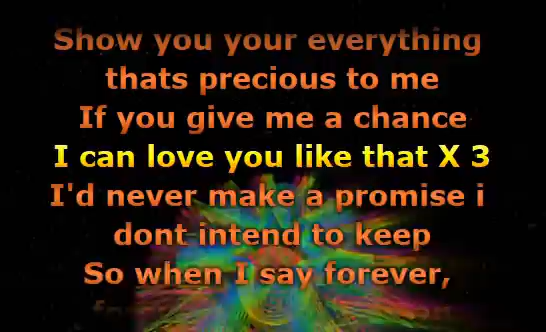 Show you your everything
thats precious to me
If you give me a chance
I can love you like that X 3
I'd never make a promise i
dont intend to keep
So when I say forever,